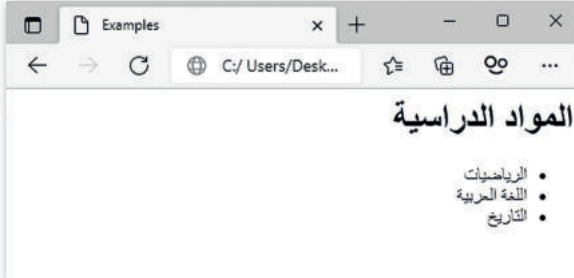 Examples
C:/ Users/Desk...
المواد الدراسية
الرياضيات
اللغة العربية
التاريخ